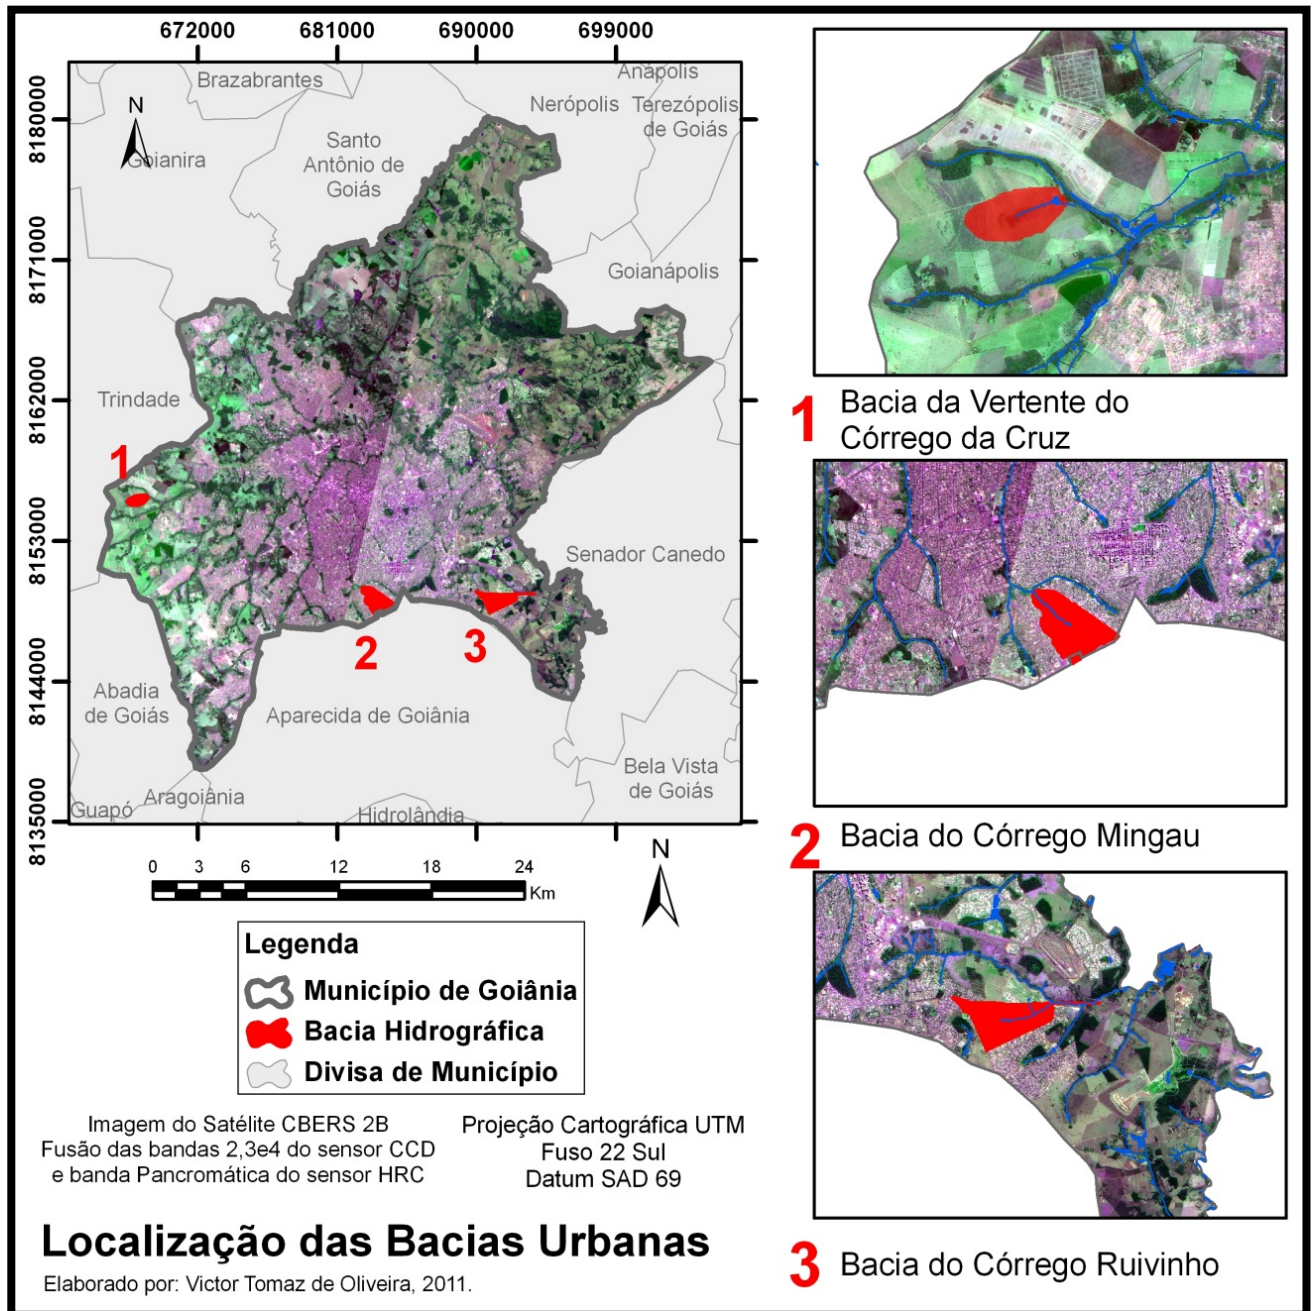 672000 681000 690000 699000
8180000
8171000
8162000
8153000
8144000
8135000
N
Brazabrantes
Anápolis
Nerópolis
Terezópolis
de Goiás
Goianira
Santo
Antônio de
Goiás
Goianápolis
Trindade
1
Senador Canedo
2
3
Abadia
de Goiás
Aparecida de Goiânia
Bela Vista
de Goiás
Aragoiânia
Guapó
Hidrolândia
0 3 6 12 18 24
Km
N
Legenda
Município de Goiânia
Bacia Hidrográfica
Divisa de Município
Imagem do Satélite CBERS 2B
Fusão das bandas 2,3e4 do sensor CCD
e banda Pancromática do sensor HRC
Projeção Cartográfica UTM
Fuso 22 Sul
Datum SAD 69
Localização das Bacias Urbanas
Elaborado por: Victor Tomaz de Oliveira, 2011.
1 Bacia da Vertente do
Córrego da Cruz
2 Bacia do Córrego Mingau
3 Bacia do Córrego Ruivinho